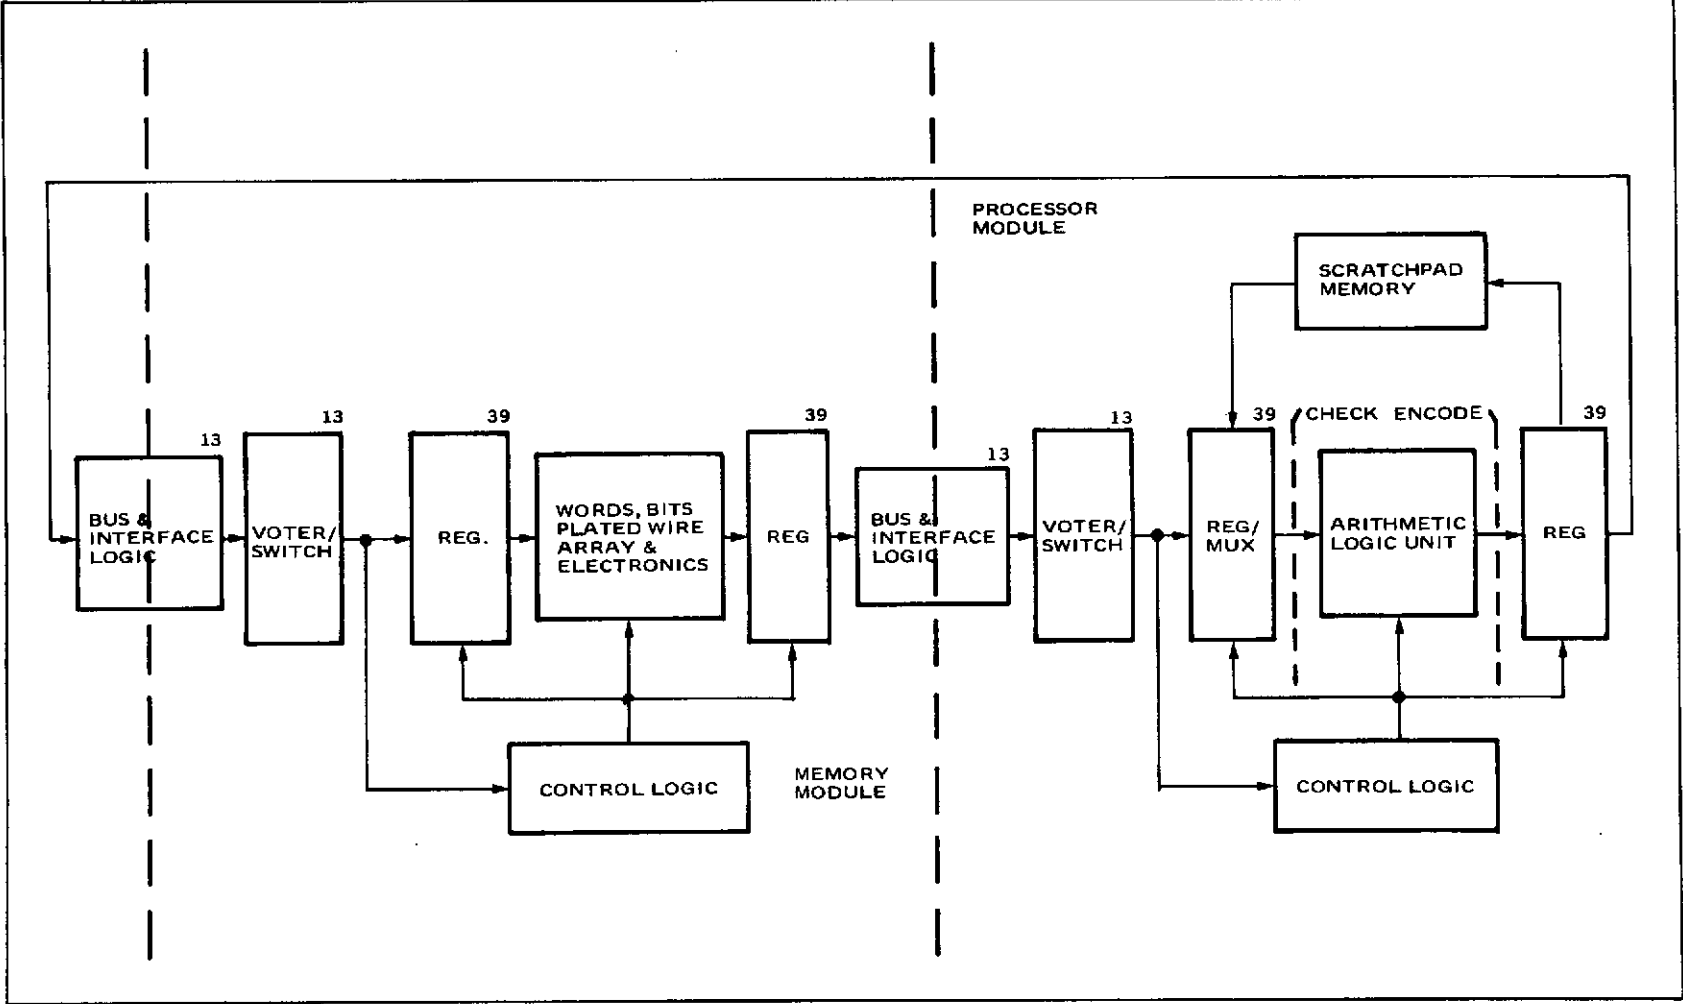 PROCESSOR
MODULE
SCRATCHPAD
MEMORY
13
BUS &
INTERFACE
LOGIC
13
VOTER/
SWITCH
39
REG.
WORDS, BITS
PLATED WIRE
ARRAY &
ELECTRONICS
39
REG
13
BUS &
INTERFACE
LOGIC
13
VOTER/
SWITCH
39
REG/
MUX
CHECK ENCODE
ARITHMETIC
LOGIC UNIT
39
REG
CONTROL LOGIC
MEMORY
MODULE
CONTROL LOGIC